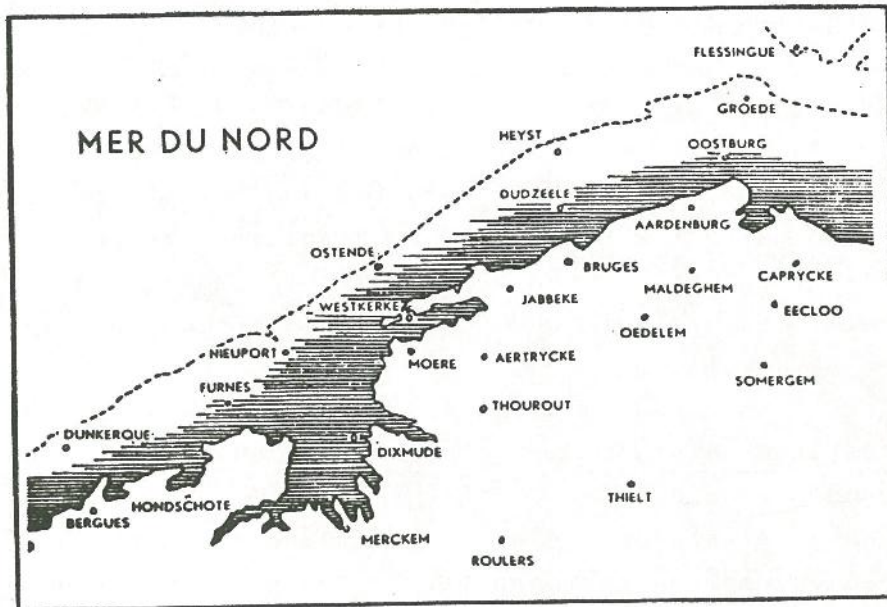 FLESSINGUE
GROEDE
MER DU NORD
HEYST
OOSTBURG
OUDZEELE
AARDENBURG
OSTENDE
BRUGES
CAPRYCKE
MALDEGHEM
JABBEKE
WESTKERKE
EECLOO
OEDELEM
NIEUPORT
MOERE
AERTRYCKE
SOMERGEM
FURNES
THOUROUT
DUNKERQUE
DIXMUDE
THIELT
HONDSCHOTE
BERGUES
MERCKEM
ROULERS